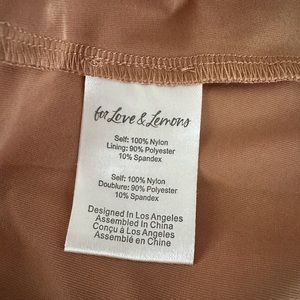 for Love & Lemons
Self: 100% Nylon
Lining: 90% Polyester
10% Spandex
Self: 100% Nylon
Doublure: 90% Polyester
10% Spandex
Designed In Los Angeles
Assembled In China
Conçu à Los Angeles
Assemblé en Chine